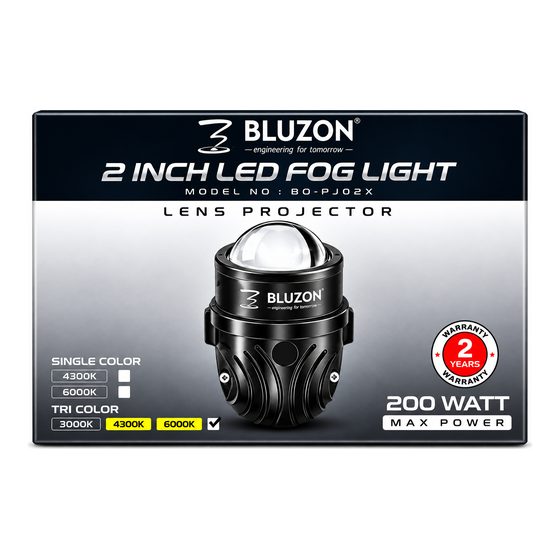 BLUZON®
engineering for tomorrow
2 INCH LED FOG LIGHT
MODEL NO : BO-PJ02X
LENS PROJECTOR
BLUZON®
engineering for tomorrow
WARRANTY
2
YEARS
WARRANTY
SINGLE COLOR
4300K
6000K
TRI COLOR
3000K 4300K 6000K
200 WATT
MAX POWER